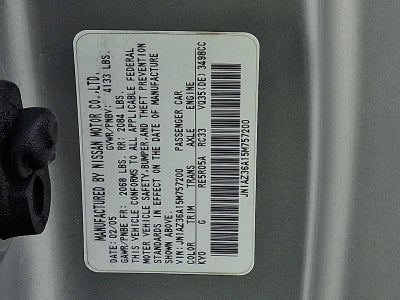 MANUFACTURED BY NISSAN MOTOR CO.,LTD.
DATE: 02/05 GVWR/PNBV: 4133 LBS.
GAWR/PNBE FR: 2068 LBS. RR: 2084 LBS.
THIS VEHICLE CONFORMS TO ALL APPLICABLE FEDERAL
MOTER VEHICLE SAFETY,BUMPER,AND THEFT PREVENTION
STANDARDS IN EFFECT ON THE DATE OF MANUFACTURE
SHOWN ABOVE.
VIN: JN1AZ36A15M757200 PASSENGER CAR
COLOR TRIM TRANS AXLE ENGINE
KY0 G RE5R05A RC33 VQ35(DE) 3498CC
JN1AZ36A15M757200